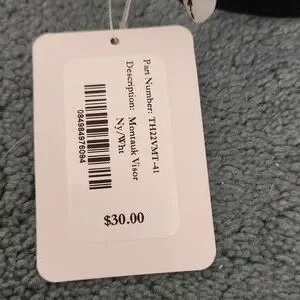 Part Number: TH22VMT-41
Description: Montauk Visor
Ny/Wht
084984976094
$30.00